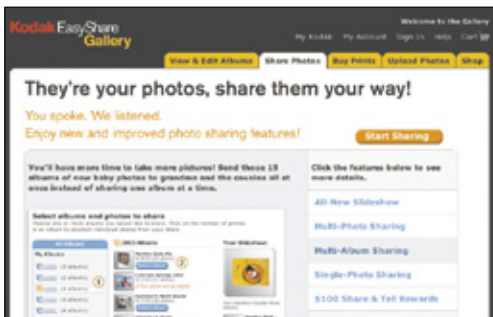 Kodak EasyShare
Gallery
Welcome to the Gallery
My Kodak My Account Sign In Help Cart
View & Edit Albums Share Photos Buy Prints Upload Photos Shop
They're your photos, share them your way!
You spoke. We listened.
Enjoy new and improved photo sharing features!
Start Sharing
You'll have more time to take more pictures! Send those 15
albums of new baby photos to grandma and the cousins all at
once instead of sharing one album at a time.
Click the features below to see
more details.
Select albums and photos to share
My Albums
2003 Albums
Your Slideshow:
All-New Slideshow
Multi-Photo Sharing
Multi-Album Sharing
Single-Photo Sharing
$100 Share & Tell Rewards